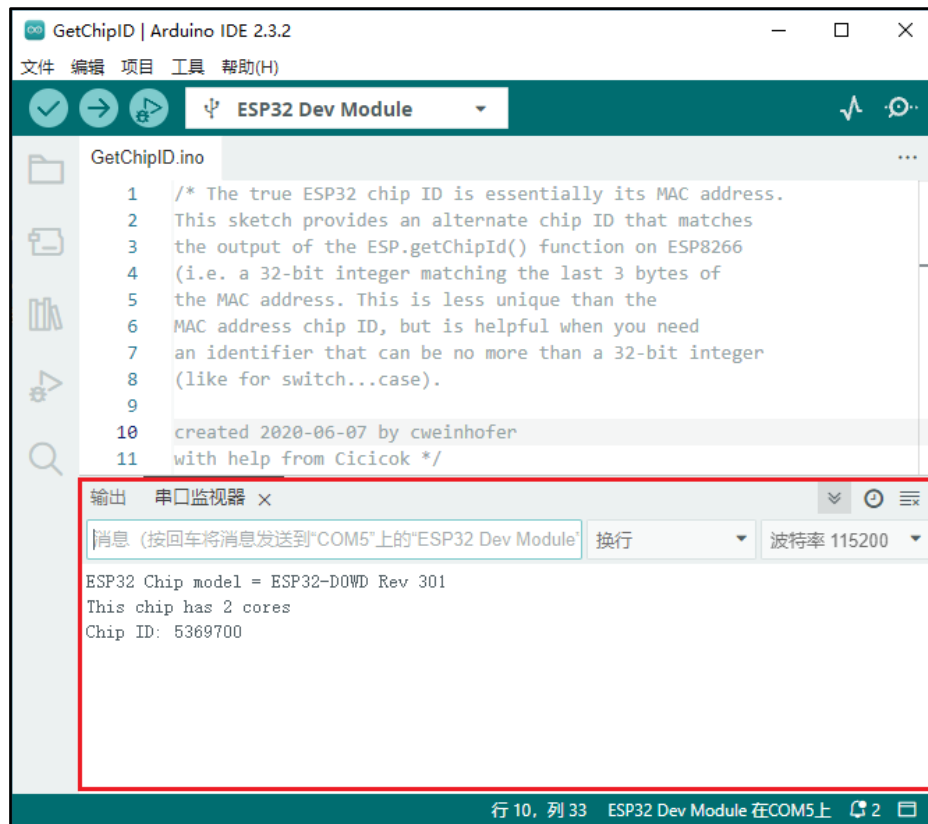 GetChipID | Arduino IDE 2.3.2
文件 编辑 项目 工具 帮助(H)
ESP32 Dev Module
GetChipID.ino
1 /* The true ESP32 chip ID is essentially its MAC address.
2 This sketch provides an alternate chip ID that matches
3 the output of the ESP.getChipId() function on ESP8266
4 (i.e. a 32-bit integer matching the last 3 bytes of
5 the MAC address. This is less unique than the
6 MAC address chip ID, but is helpful when you need
7 an identifier that can be no more than a 32-bit integer
8 (like for switch...case).
9
10 created 2020-06-07 by cweinhofer
11 with help from Cicicok */
输出 串口监视器
消息（按回车将消息发送到“COM5”上的“ESP32 Dev Module” 换行 波特率 115200
ESP32 Chip model = ESP32-D0WD Rev 301
This chip has 2 cores
Chip ID: 5369700
行 10，列 33 ESP32 Dev Module 在COM5上 2